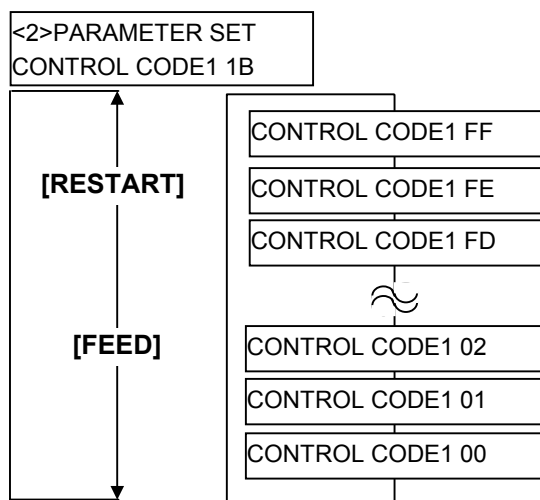 <2>PARAMETER SET
CONTROL CODE1 1B
CONTROL CODE1 FF
[RESTART]
CONTROL CODE1 FE
CONTROL CODE1 FD
[FEED]
CONTROL CODE1 02
CONTROL CODE1 01
CONTROL CODE1 00